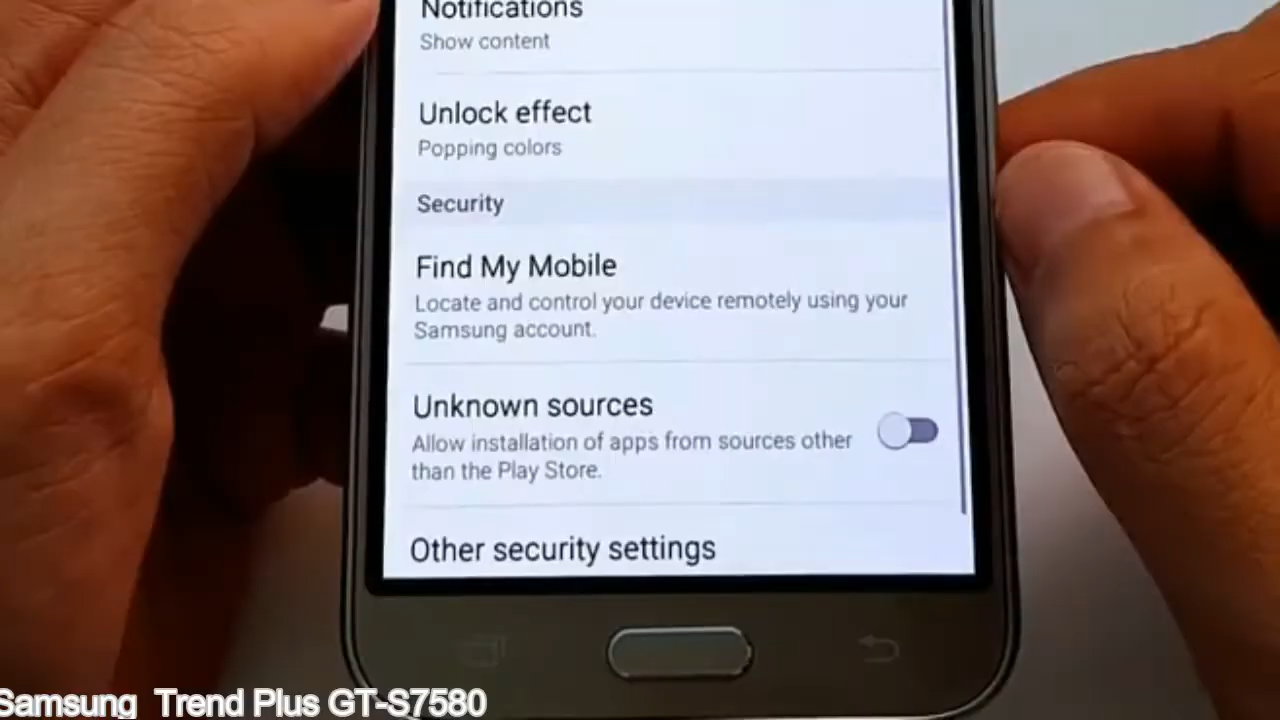 Notifications
Show content
Unlock effect
Popping colors
Security
Find My Mobile
Locate and control your device remotely using your
Samsung account.
Unknown sources
Allow installation of apps from sources other
than the Play Store.
Other security settings
Samsung Trend Plus GT-S7580